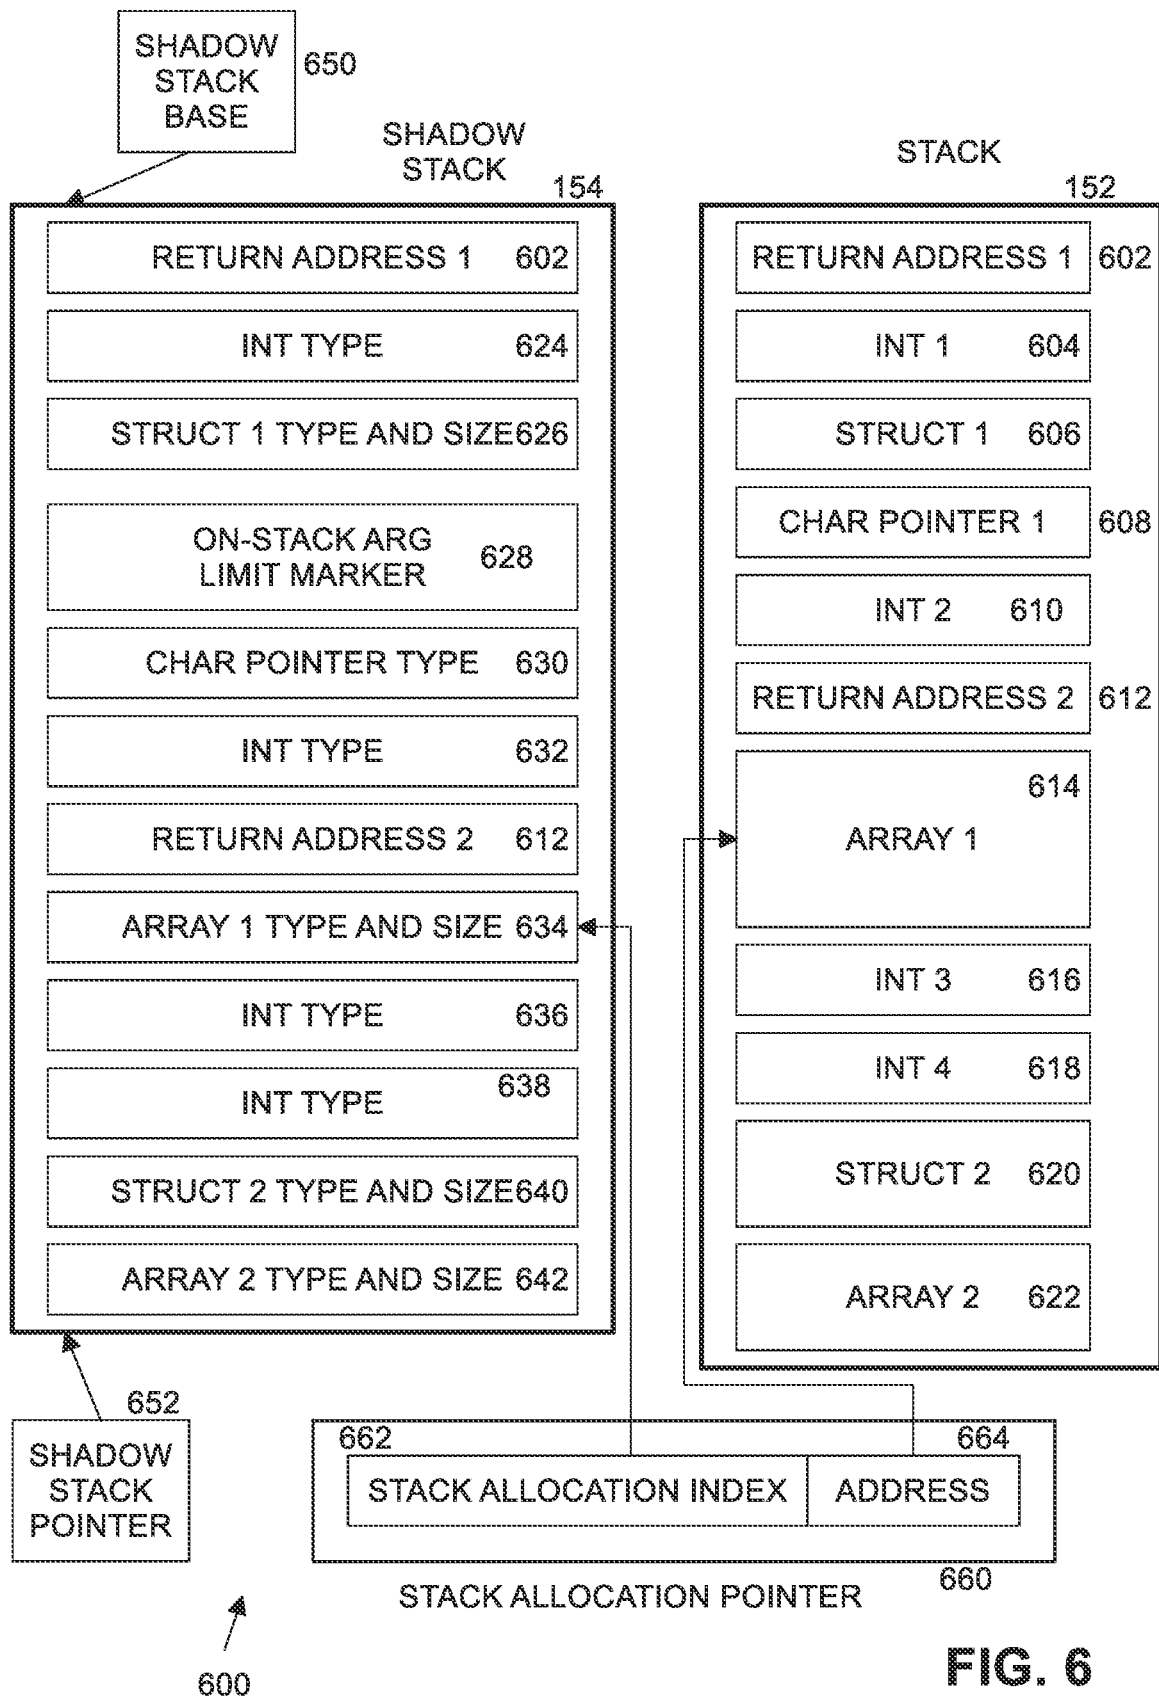 SHADOW
STACK
BASE
650
SHADOW
STACK
154
RETURN ADDRESS 1 602
INT TYPE 624
STRUCT 1 TYPE AND SIZE626
ON-STACK ARG
LIMIT MARKER
628
CHAR POINTER TYPE 630
INT TYPE 632
RETURN ADDRESS 2 612
ARRAY 1 TYPE AND SIZE 634
INT TYPE 636
INT TYPE 638
STRUCT 2 TYPE AND SIZE640
ARRAY 2 TYPE AND SIZE 642
STACK
152
RETURN ADDRESS 1 602
INT 1 604
STRUCT 1 606
CHAR POINTER 1 608
INT 2 610
RETURN ADDRESS 2 612
614
ARRAY 1
INT 3 616
INT 4 618
STRUCT 2 620
ARRAY 2 622
652
SHADOW
STACK
POINTER
662
664
STACK ALLOCATION INDEX
ADDRESS
660
STACK ALLOCATION POINTER
600
FIG. 6